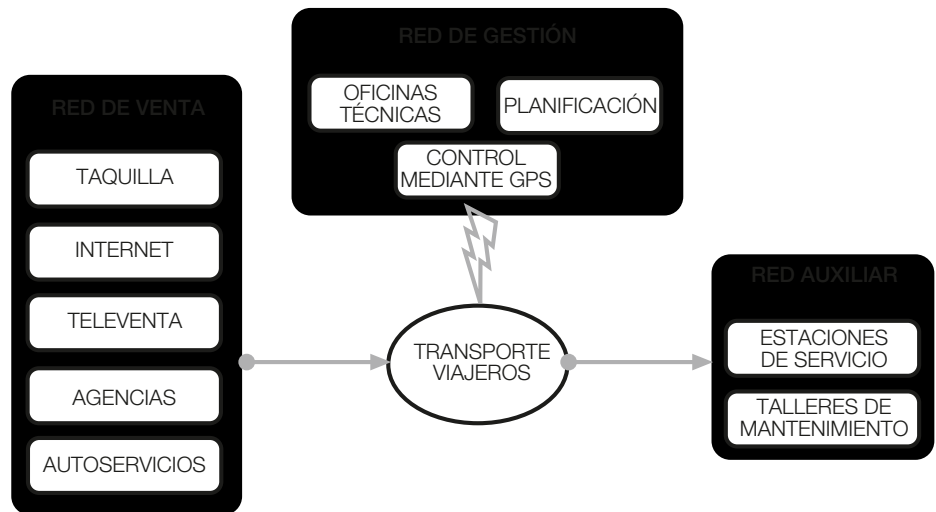 RED DE GESTIÓN
OFICINAS
TÉCNICAS
PLANIFICACIÓN
CONTROL
MEDIANTE GPS
RED DE VENTA
TAQUILLA
INTERNET
TELEVENTA
AGENCIAS
AUTOSERVICIOS
TRANSPORTE
VIAJEROS
RED AUXILIAR
ESTACIONES
DE SERVICIO
TALLERES DE
MANTENIMIENTO